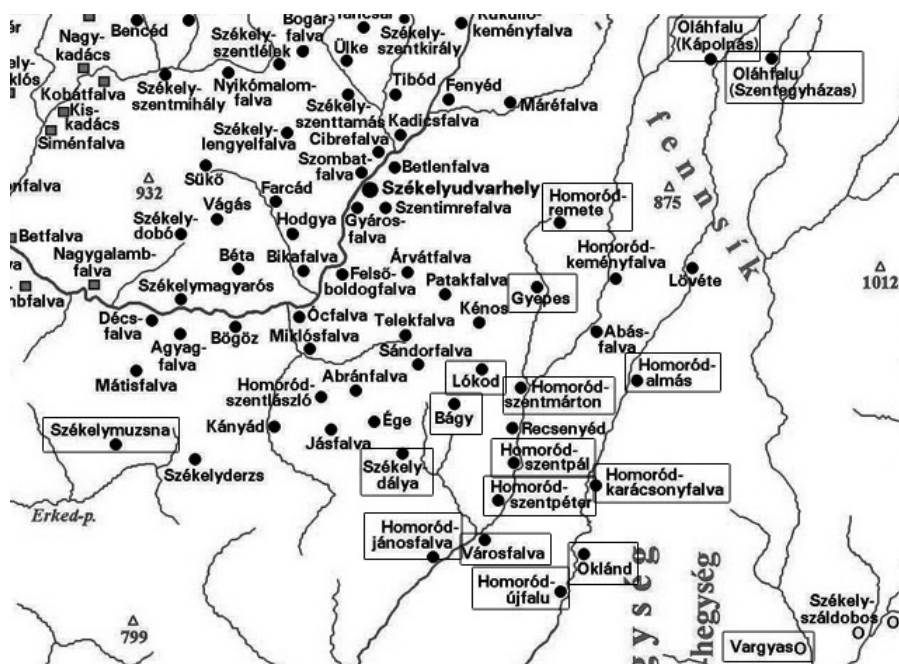 Bencéd
Bogár-
falva
Kükülló-
keményfalva
Oláhfalu
(Kápolnás)
Nagy-
kadács
Székely-
szentlélek
Ülke
Székely-
szentkirály
Oláhfalu
(Szentegyházas)
Kobátfalva
Székely-
szentmihály
Nyikómalom-
falva
Tibód
Fenyéd
Máréfalva
Kis-
kadács
Siménfalva
Székely-
szenttamás
Kadicsfalva
Székely-
lengyelfalva
Cibrefalva
Szombat-
falva
Betlenfalva
fennsík
932
Sükő
Farcád
Székelyudvarhely
Homoród-
remete
875
Vágás
Székely-
dobó
Hodgya
Gyáros-
falva
Szentimrefalva
Betfalva
Nagygalamb-
falva
Béta
Bikafalva
Felső-
boldogfalva
Árvátfalva
Homoród-
keményfalva
Lövéte
1012
Székelymagyarós
Patakfalva
Gyepes
Décs-
falva
Agyag-
falva
Bögöz
Ócfalva
Miklósfalva
Telekfalva
Kénos
Abás-
falva
Mátisfalva
Sándorfalva
Homoród-
szentlászló
Abránfalva
Lókod
Homoród-
szentmárton
Homoród-
almás
Bágy
Székelymuzsna
Kányád
Jásfalva
Ége
Recsenyéd
Székelyderzs
Székely-
dálya
Homoród-
szentpál
Homoród-
szentpéter
Homoród-
karácsonyfalva
Erked-p.
Homoród-
jánosfalva
Városfalva
Oklánd
Homoród-
újfalu
gység
hegység
799
Székely-
száldobos
Vargyas